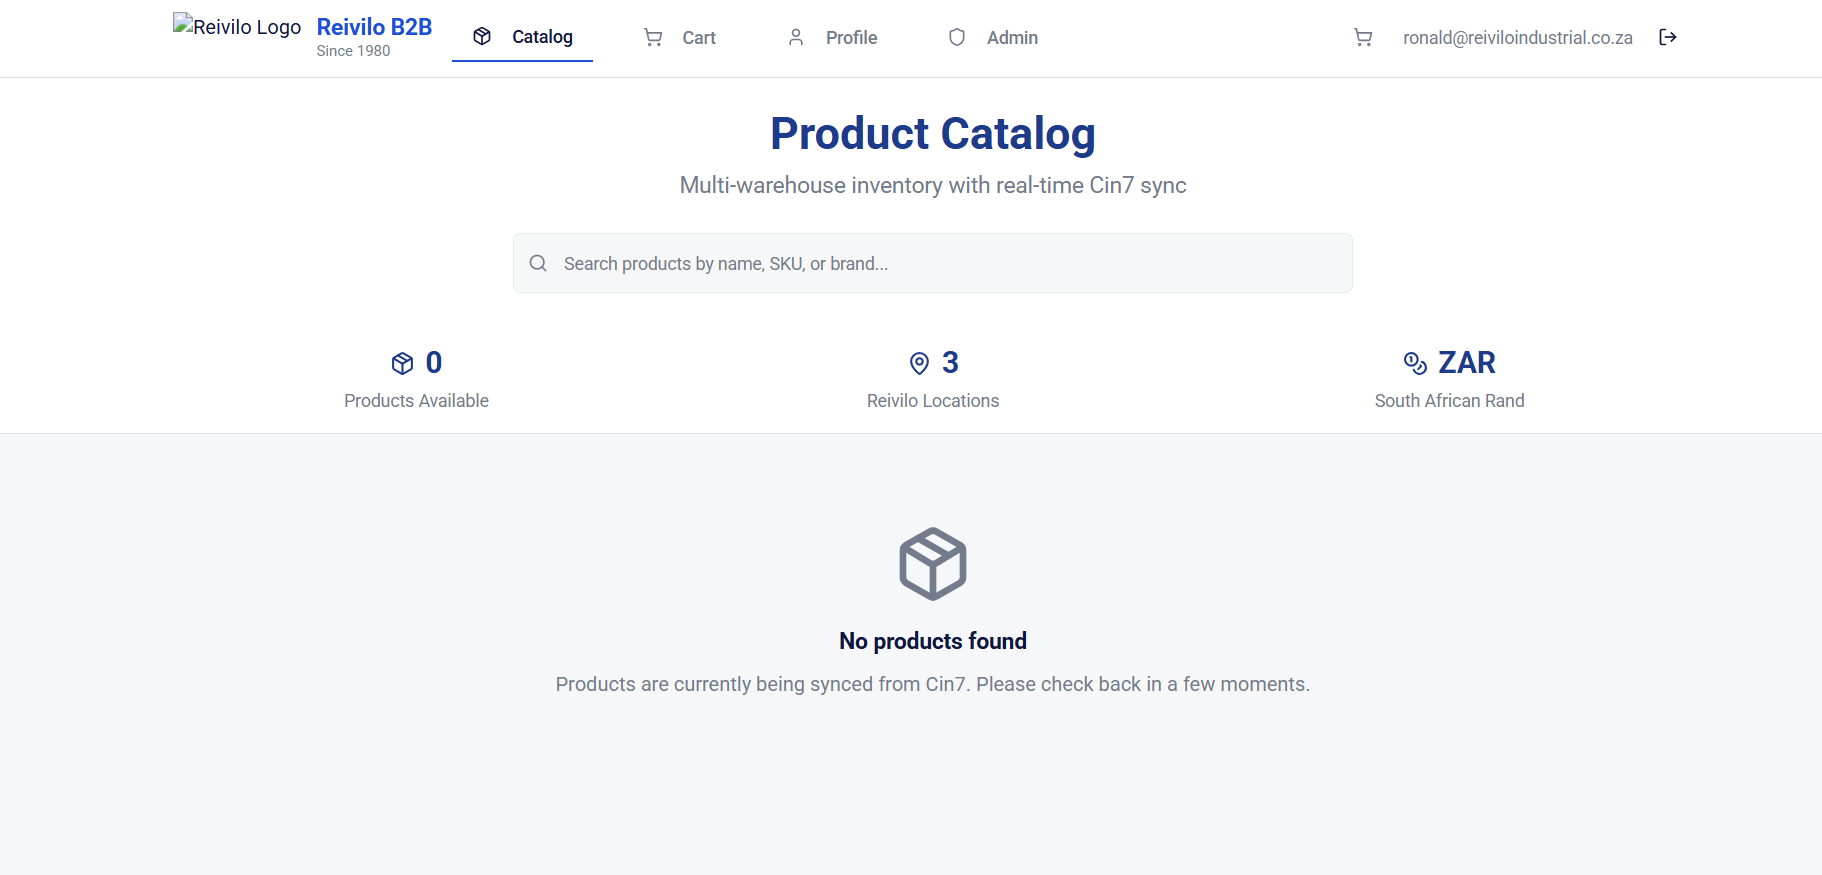 Reivilo Logo
Reivilo B2B
Since 1980
Catalog
Cart
Profile
Admin
ronald@reiviloindustrial.co.za
Product Catalog
Multi-warehouse inventory with real-time Cin7 sync
Search products by name, SKU, or brand...
0
Products Available
3
Reivilo Locations
ZAR
South African Rand
No products found
Products are currently being synced from Cin7. Please check back in a few moments.